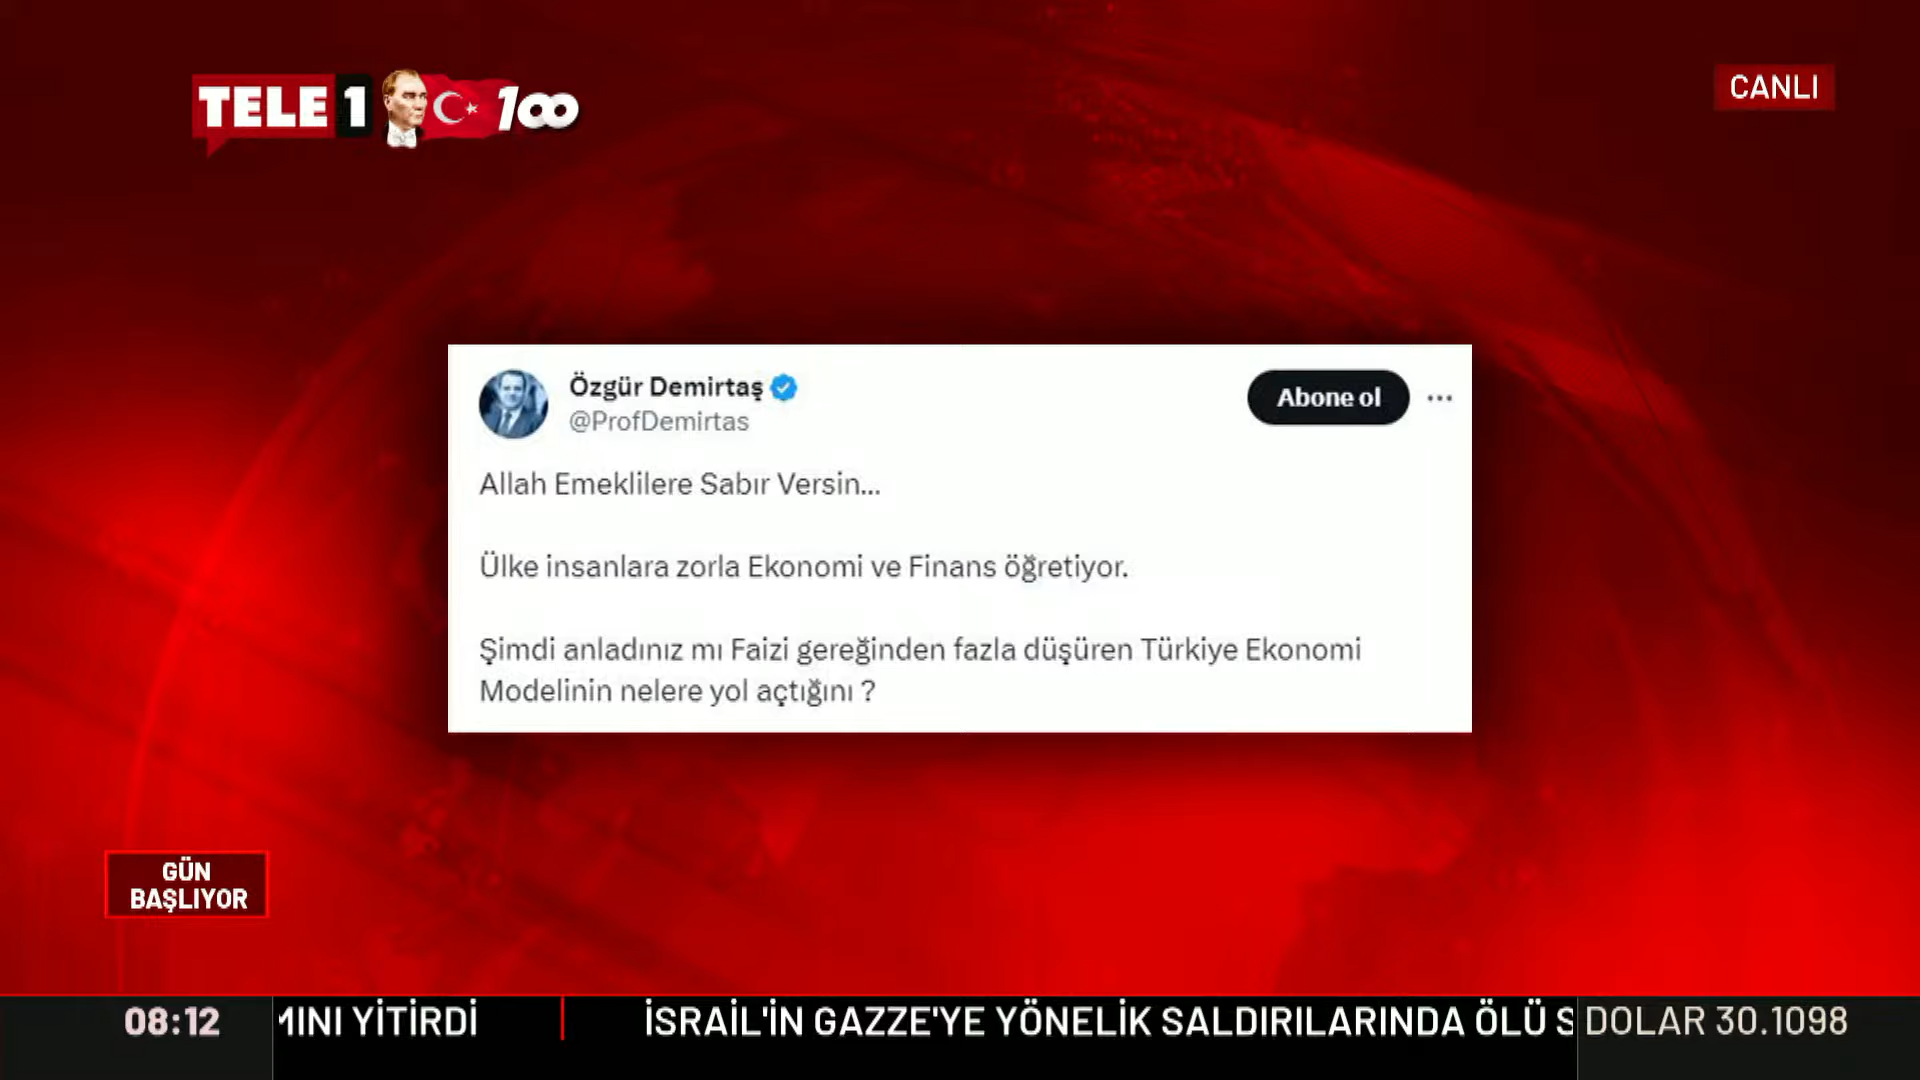 TELE 1
100
CANLI
Özgür Demirtaş
@ProfDemirtas
Abone ol
Allah Emeklilere Sabır Versin...
Ülke insanlara zorla Ekonomi ve Finans öğretiyor.
Şimdi anladınız mı Faizi gereğinden fazla düşüren Türkiye Ekonomi
Modelinin nelere yol açtığını ?
GÜN
BAŞLIYOR
08:12
YİTİRDİ
İSRAİL'İN GAZZE'YE YÖNELİK SALDIRILARINDA ÖLÜ S
DOLAR 30.1098